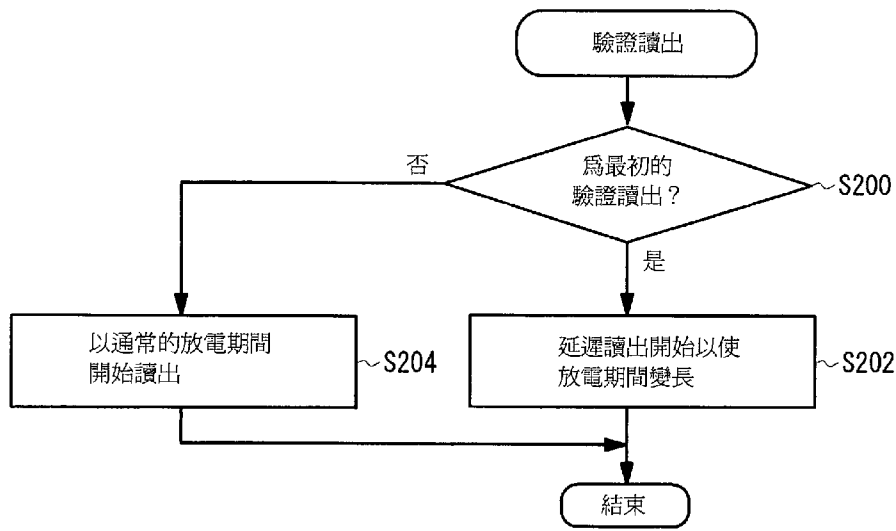 驗證讀出
爲最初的
驗證讀出？
S200
否
是
以通常的放電期間
開始讀出
S204
延遲讀出開始以使
放電期間變長
S202
結束